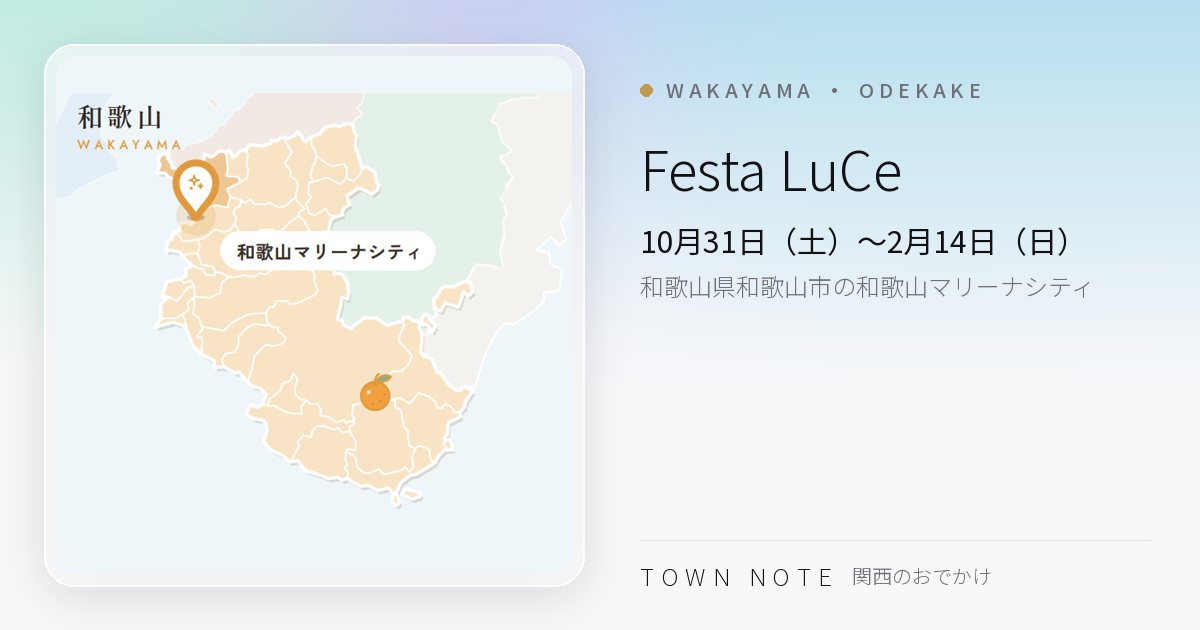 和歌山
WAKAYAMA
和歌山マリーナシティ
WAKAYAMA • ODEKAKE
Festa LuCe
10月31日（土）〜2月14日（日）
和歌山県和歌山市の和歌山マリーナシティ
TOWN NOTE 関西のおでかけ